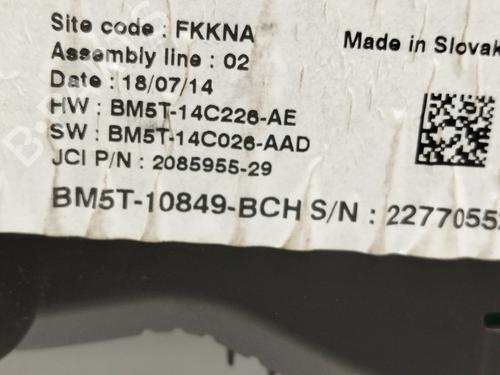 Site code : FKKNA
Made in Slovak
Assembly line : 02
Date : 18/07/14
HW : BM5T-14C226-AE
SW : BM5T-14C026-AAD
JCI P/N : 2085955-29
BM5T-10849-BCH S/N : 2277055